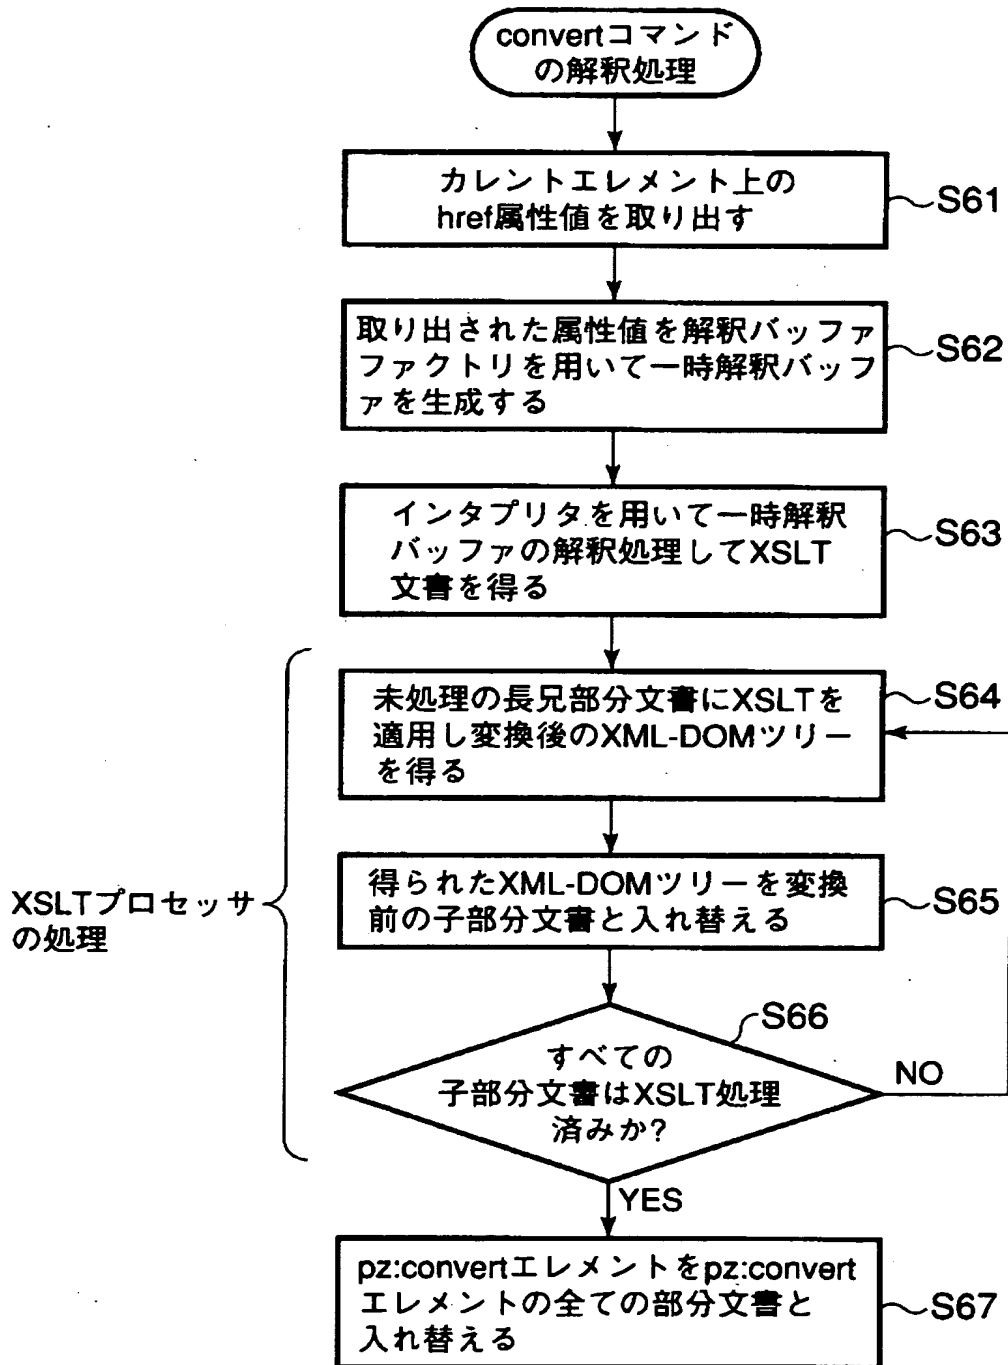 convertコマンド
の解釈処理
カレントエレメント上の
href属性値を取り出す
S61
取り出された属性値を解釈バッファ
ファクトリを用いて一時解釈バッフ
ァを生成する
S62
インタプリタを用いて一時解釈
バッファの解釈処理してXSLT
文書を得る
S63
未処理の長兄部分文書にXSLTを
適用し変換後のXML-DOMツリー
を得る
S64
得られたXML-DOMツリーを変換
前の子部分文書と入れ替える
S65
XSLTプロセッサ
の処理
S66
すべての
子部分文書はXSLT処理
済みか?
NO
YES
pz:convertエレメントをpz:convert
エレメントの全ての部分文書と
入れ替える
S67